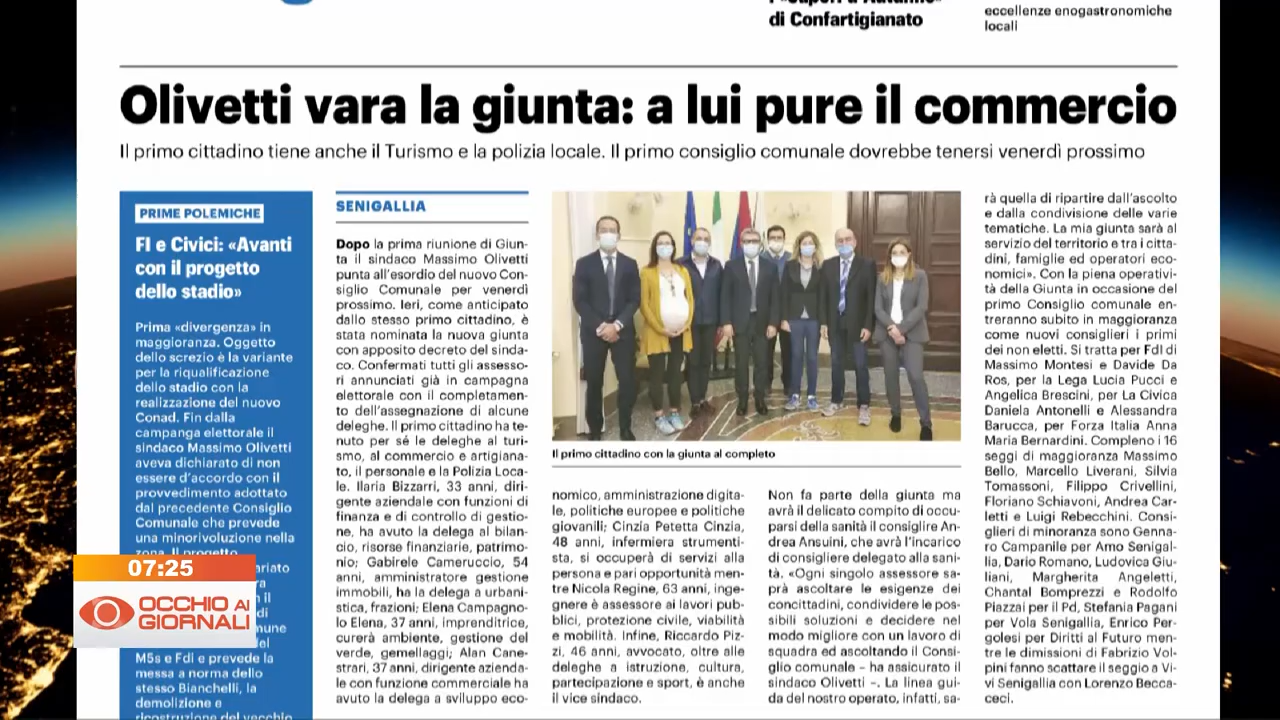 di Confartigianato
eccellenze enogastronomiche
locali
Olivetti vara la giunta: a lui pure il commercio
Il primo cittadino tiene anche il Turismo e la polizia locale. Il primo consiglio comunale dovrebbe tenersi venerdì prossimo
PRIME POLEMICHE
FI e Civici: «Avanti
con il progetto
dello stadio»
Prima «divergenza» in
maggioranza. Oggetto
dello screzio è la variante
per la riqualificazione
dello stadio con la
realizzazione del nuovo
Conad. Fin dalla
campanga elettorale il
sindaco Massimo Olivetti
aveva dichiarato di non
essere d'accordo con il
provvedimento adottato
dal precedente Consiglio
Comunale che prevede
una minorivoluzione nella
zona. Il progetto
M5s e Fdi e prevede la
messa a norma dello
stesso Bianchelli, la
demolizione e
ricostruzione del vecchio
SENIGALLIA
Dopo la prima riunione di Giun-
ta il sindaco Massimo Olivetti
punta all'esordio del nuovo Con-
siglio Comunale per venerdì
prossimo. Ieri, come anticipato
dallo stesso primo cittadino, è
stata nominata la nuova giunta
con apposito decreto del sinda-
co. Confermati tutti gli assesso-
ri annunciati già in campagna
elettorale con il completamen-
to dell'assegnazione di alcune
deleghe. Il primo cittadino ha te-
nuto per sé le deleghe al turi-
smo, al commercio e artigiana-
to, il personale e la Polizia Loca-
le. Ilaria Bizzarri, 33 anni, diri-
gente aziendale con funzioni di
finanza e di controllo di gestio-
ne, ha avuto la delega al bilan-
cio, risorse finanziarie, patrimo-
nio; Gabirele Cameruccio, 54
anni, amministratore gestione
immobili, ha la delega a urbani-
stica, frazioni; Elena Campagno-
lo Elena, 37 anni, imprenditrice,
curerà ambiente, gestione del
verde, gemellaggi; Alan Cane-
strari, 37 anni, dirigente azienda-
le con funzione commerciale ha
avuto la delega a sviluppo eco-
Il primo cittadino con la giunta al completo
nomico, amministrazione digita-
le, politiche europee e politiche
giovanili; Cinzia Petetta Cinzia,
48 anni, infermiera strumenti-
sta, si occuperà di servizi alla
persona e pari opportunità men-
tre Nicola Regine, 63 anni, inge-
gnere è assessore ai lavori pub-
blici, protezione civile, viabilità
e mobilità. Infine, Riccardo Piz-
zi, 46 anni, avvocato, oltre alle
deleghe a istruzione, cultura,
partecipazione e sport, è anche
il vice sindaco.
Non fa parte della giunta ma
avrà il delicato compito di occu-
parsi della sanità il consiglire An-
drea Ansuini, che avrà l'incarico
di consigliere delegato alla sani-
tà. «Ogni singolo assessore sa-
prà ascoltare le esigenze dei
concittadini, condividere le pos-
sibili soluzioni e decidere nel
modo migliore con un lavoro di
squadra ed ascoltando il Consi-
glio comunale – ha assicurato il
sindaco Olivetti –. La linea gui-
da del nostro operato, infatti, sa-
rà quella di ripartire dall'ascolto
e dalla condivisione delle varie
tematiche. La mia giunta sarà al
servizio del territorio e tra i citta-
dini, famiglie ed operatori eco-
nomici». Con la piena operativi-
tà della Giunta in occasione del
primo Consiglio comunale en-
treranno subito in maggioranza
come nuovi consiglieri i primi
dei non eletti. Si tratta per FdI di
Massimo Montesi e Davide Da
Ros, per la Lega Lucia Pucci e
Angelica Brescini, per La Civica
Daniela Antonelli e Alessandra
Barucca, per Forza Italia Anna
Maria Bernardini. Compleno i 16
seggi di maggioranza Massimo
Bello, Marcello Liverani, Silvia
Tomassoni, Filippo Crivellini,
Floriano Schiavoni, Andrea Car-
letti e Luigi Rebecchini. Consi-
glieri di minoranza sono Genna-
ro Campanile per Amo Senigal-
lia, Dario Romano, Ludovica Giu-
liani, Margherita Angeletti,
Chantal Bomprezzi e Rodolfo
Piazzai per il Pd, Stefania Pagani
per Vola Senigallia, Enrico Per-
golesi per Diritti al Futuro men-
tre le dimissioni di Fabrizio Vol-
pini fanno scattare il seggio a Vi-
vi Senigallia con Lorenzo Becca-
ceci.
07:25
OCCHIO AI
GIORNALI